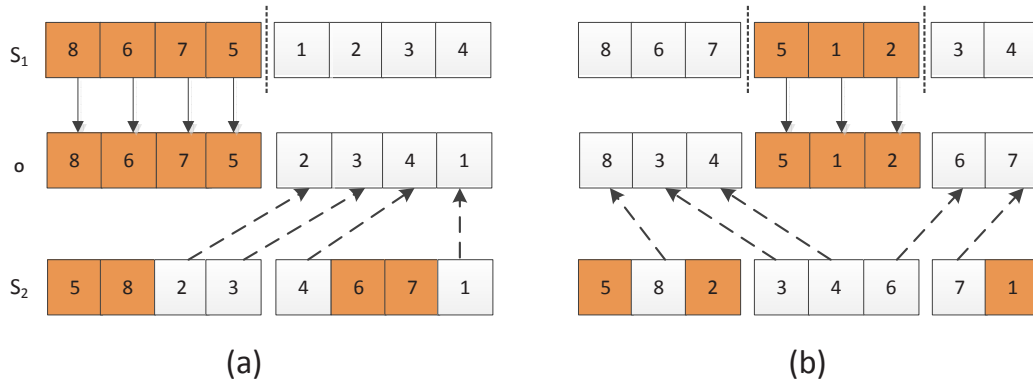 S1 8 6 7 5 1 2 3 4 8 6 7 5 1 2 3 4
o 8 6 7 5 2 3 4 1 8 3 4 5 1 2 6 7
S2 5 8 2 3 4 6 7 1 5 8 2 3 4 6 7 1
(a) (b)